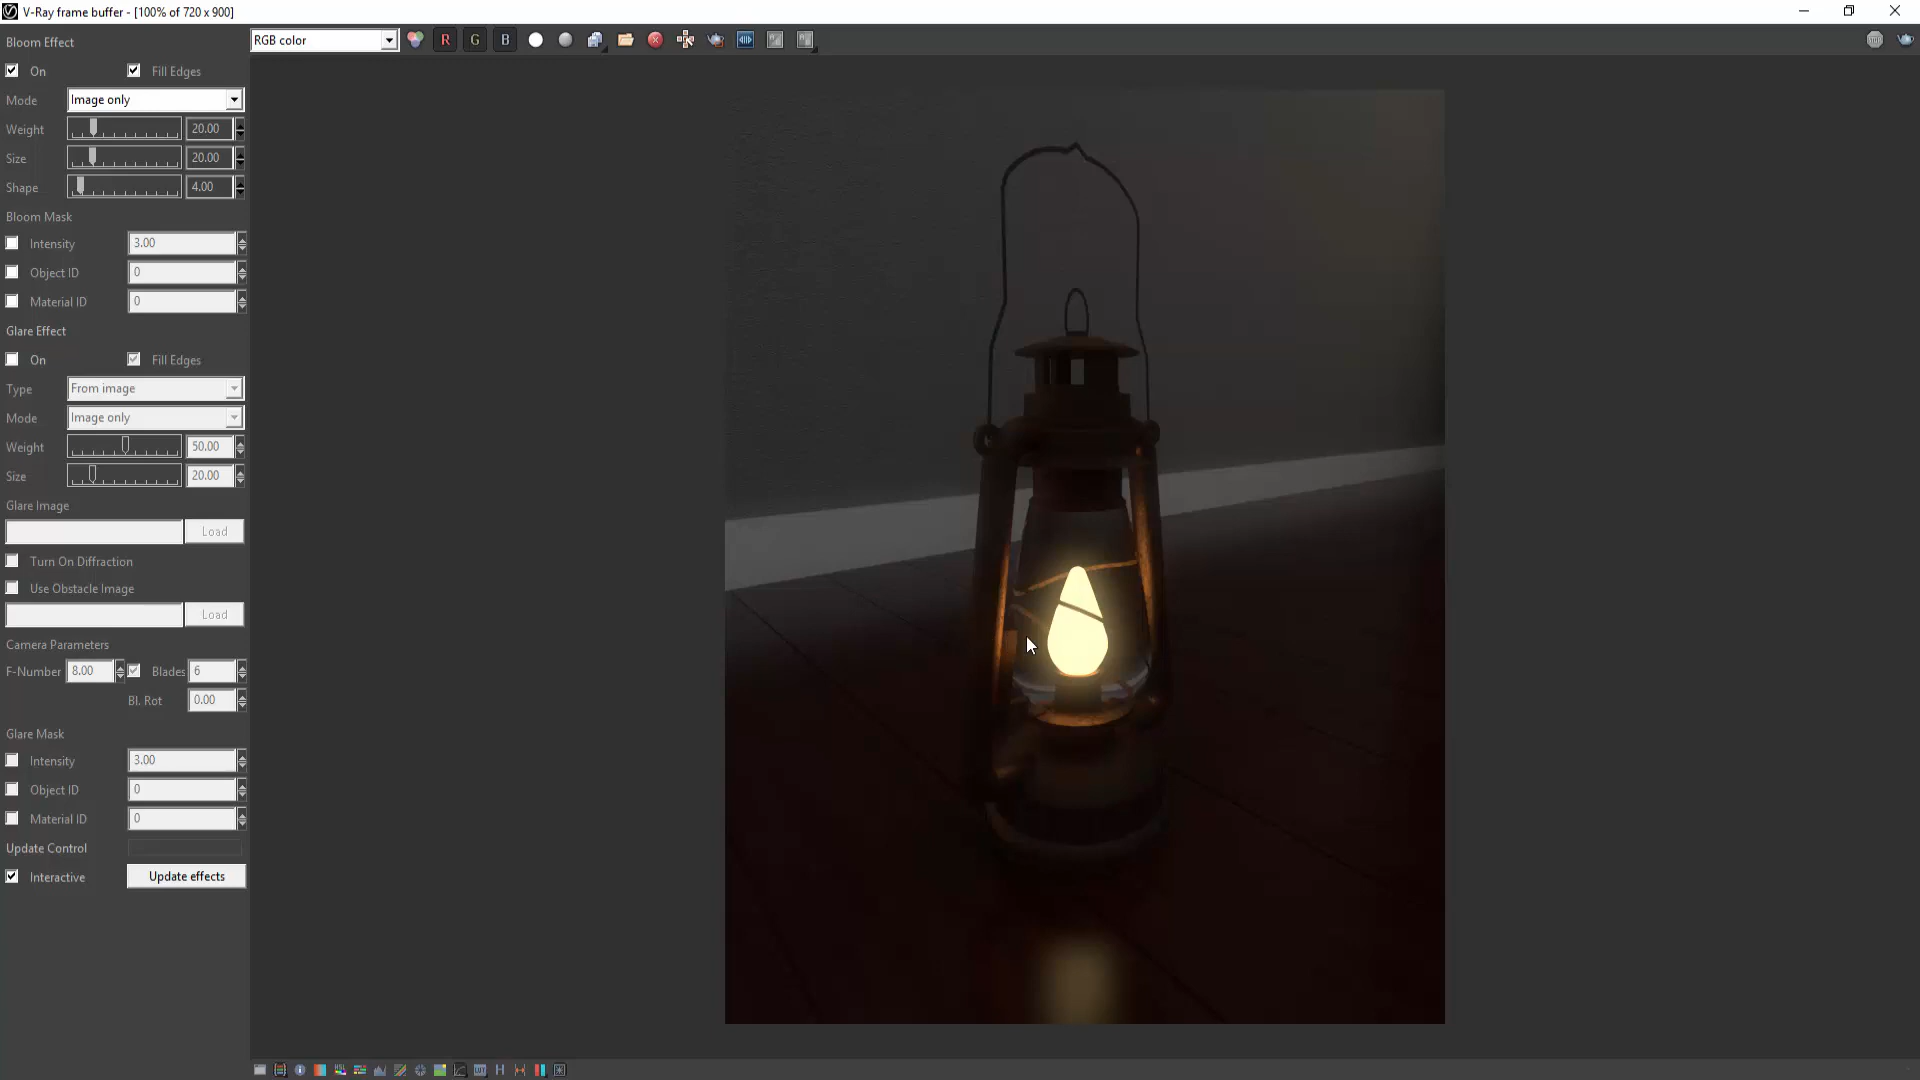 V-Ray frame buffer - [100% of 720 x 900]
Bloom Effect
RGB color
R
G
B
On
Fill Edges
Mode
Image only
Weight
20.00
Size
20.00
Shape
4.00
Bloom Mask
Intensity
3.00
Object ID
0
Material ID
0
Glare Effect
On
Fill Edges
Type
From image
Mode
Image only
Weight
50.00
Size
20.00
Glare Image
Load
Turn On Diffraction
Use Obstacle Image
Load
Camera Parameters
F-Number
8.00
Blades
6
Bl. Rot
0.00
Glare Mask
Intensity
3.00
Object ID
0
Material ID
0
Update Control
Interactive
Update effects
H